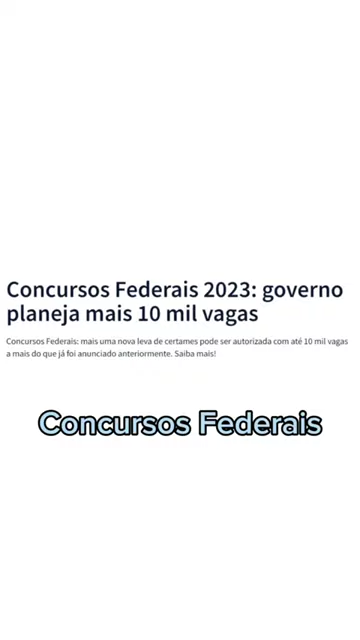 Concursos Federais 2023: governo
planeja mais 10 mil vagas
Concursos Federais: mais uma nova leva de certames pode ser autorizada com até 10 mil vagas
a mais do que já foi anunciado anteriormente. Saiba mais!
Concursos Federais